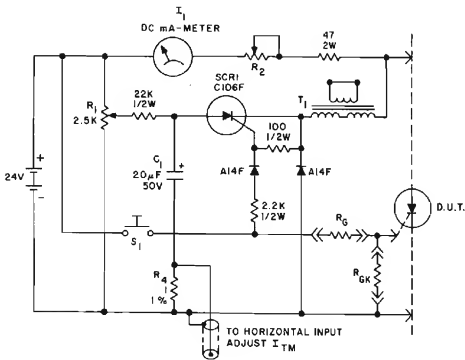 I1
DC mA-METER
R2
47
2W
SCR1
C106F
T1
22K
1/2W
R1
2.5K
100
1/2W
C1
+
20μF
50V
A14F
A14F
24V
+
-
2.2K
1/2W
D.U.T.
RG
S1
RGK
R4
1
1%
TO HORIZONTAL INPUT
ADJUST ITM